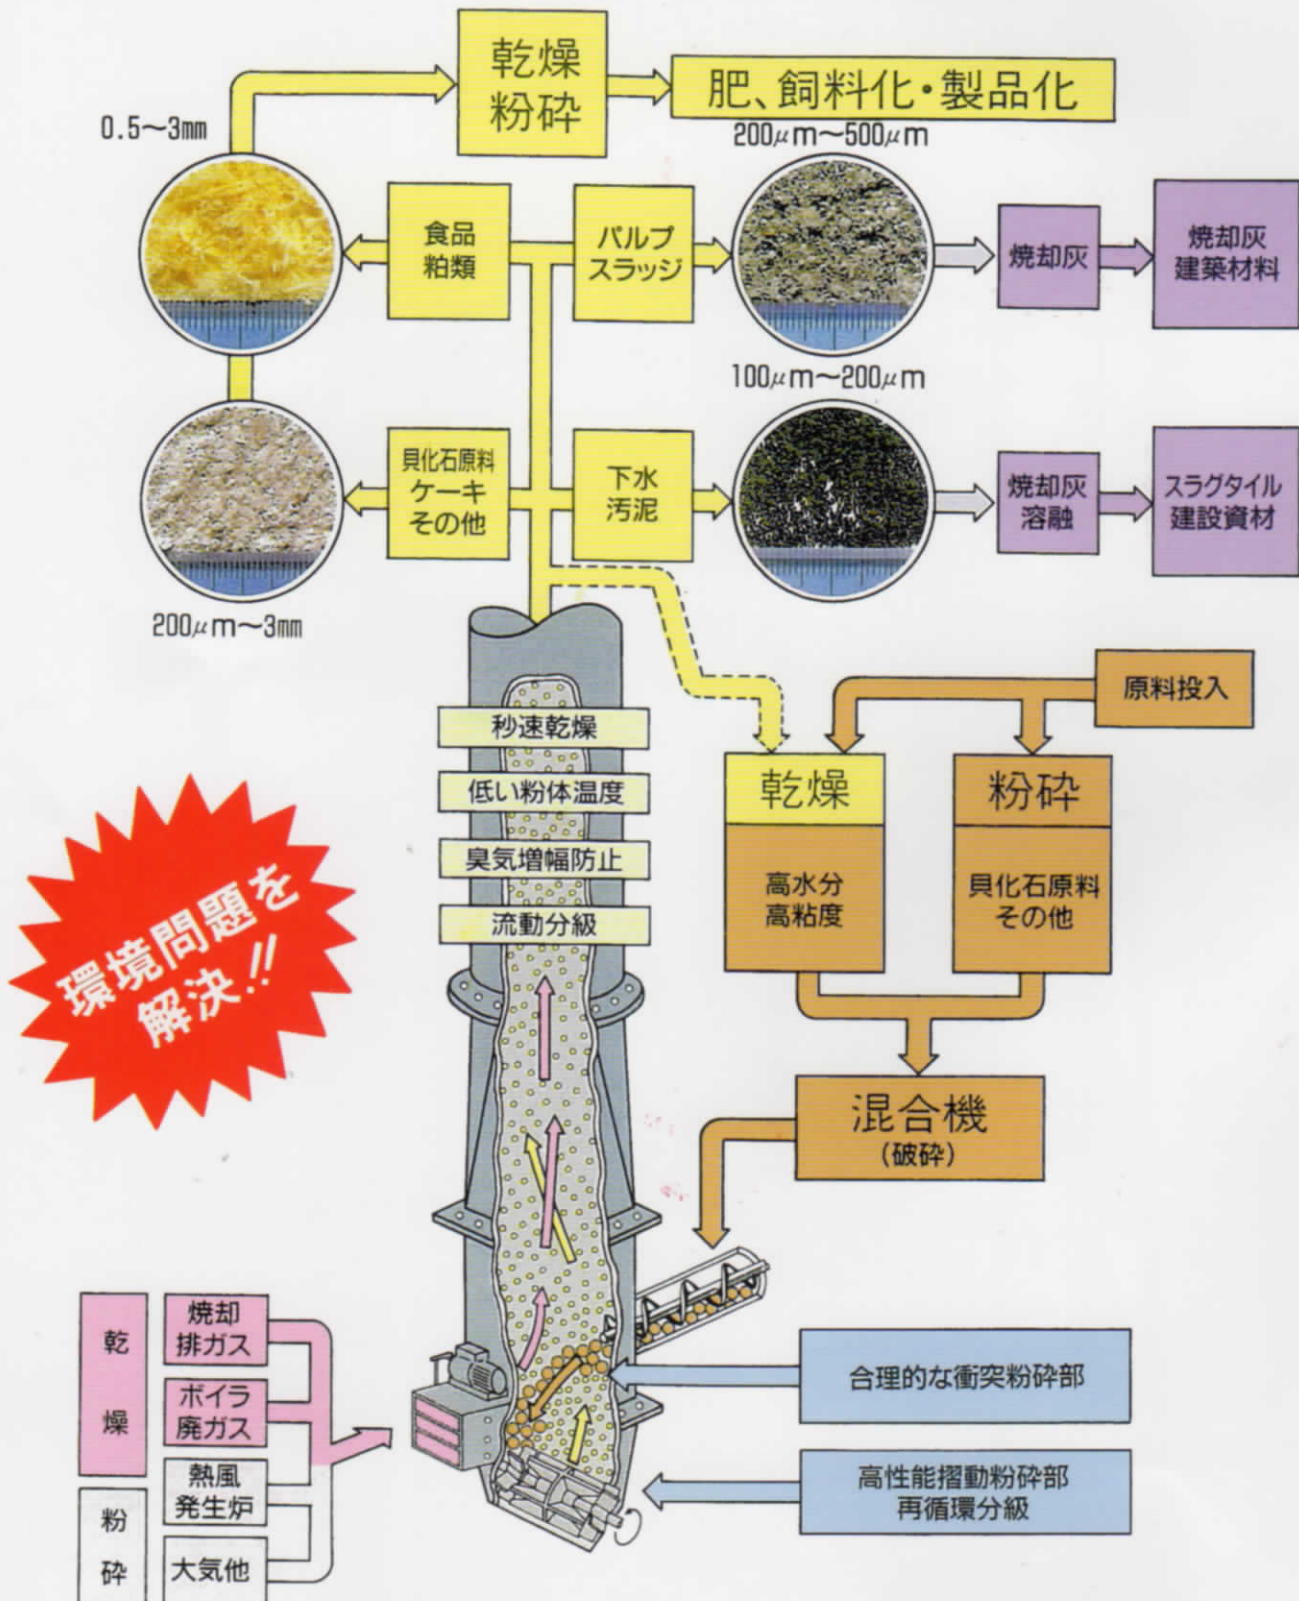 乾燥
粉砕
肥、飼料化・製品化
0.5～3mm
200μm～500μm
食品
粕類
パルプ
スラッジ
焼却灰
焼却灰
建築材料
100μm～200μm
貝化石原料
ケーキ
その他
下水
汚泥
焼却灰
溶融
スラグタイル
建設資材
200μm～3mm
原料投入
秒速乾燥
低い粉体温度
臭気増幅防止
流動分級
乾燥
高水分
高粘度
粉砕
貝化石原料
その他
環境問題を
解決!!
混合機
(破砕)
乾
燥
焼却
排ガス
ボイラ
廃ガス
熱風
発生炉
粉
砕
大気他
合理的な衝突粉砕部
高性能摺動粉砕部
再循環分級